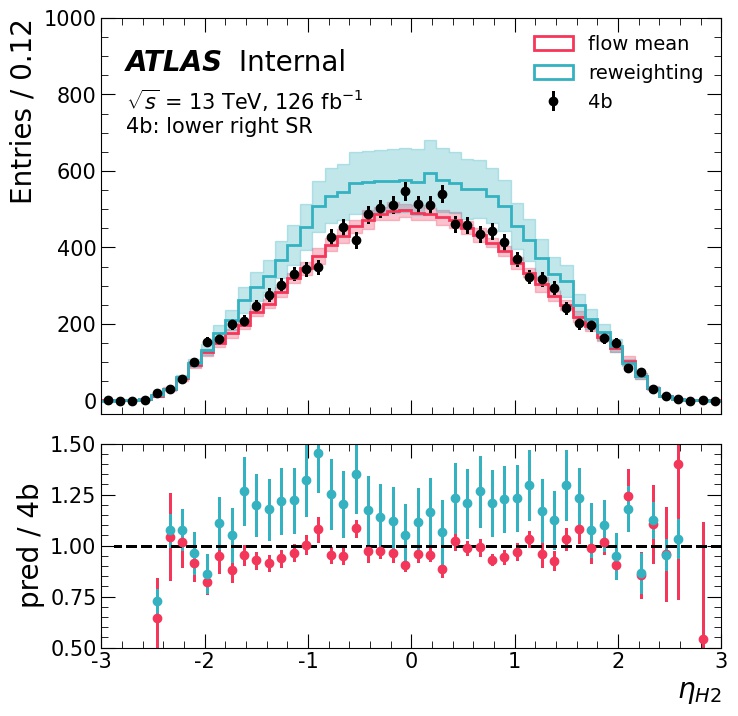 Entries / 0.12
1000
800
600
400
200
0
ATLAS Internal
√s = 13 TeV, 126 fb⁻¹
4b: lower right SR
flow mean
reweighting
4b
pred / 4b
1.50
1.25
1.00
0.75
0.50
-3 -2 -1 0 1 2 3
η_H2